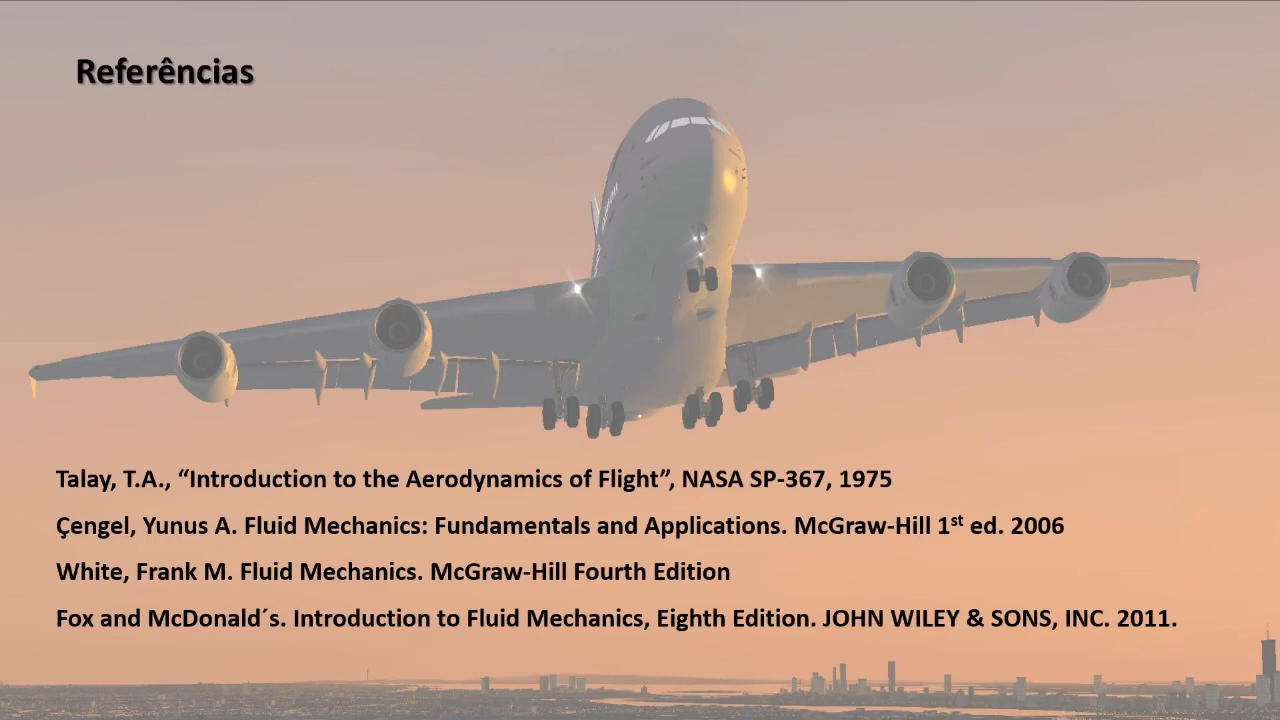 Referências
Talay, T.A., “Introduction to the Aerodynamics of Flight”, NASA SP-367, 1975
Çengel, Yunus A. Fluid Mechanics: Fundamentals and Applications. McGraw-Hill 1st ed. 2006
White, Frank M. Fluid Mechanics. McGraw-Hill Fourth Edition
Fox and McDonald´s. Introduction to Fluid Mechanics, Eighth Edition. JOHN WILEY & SONS, INC. 2011.